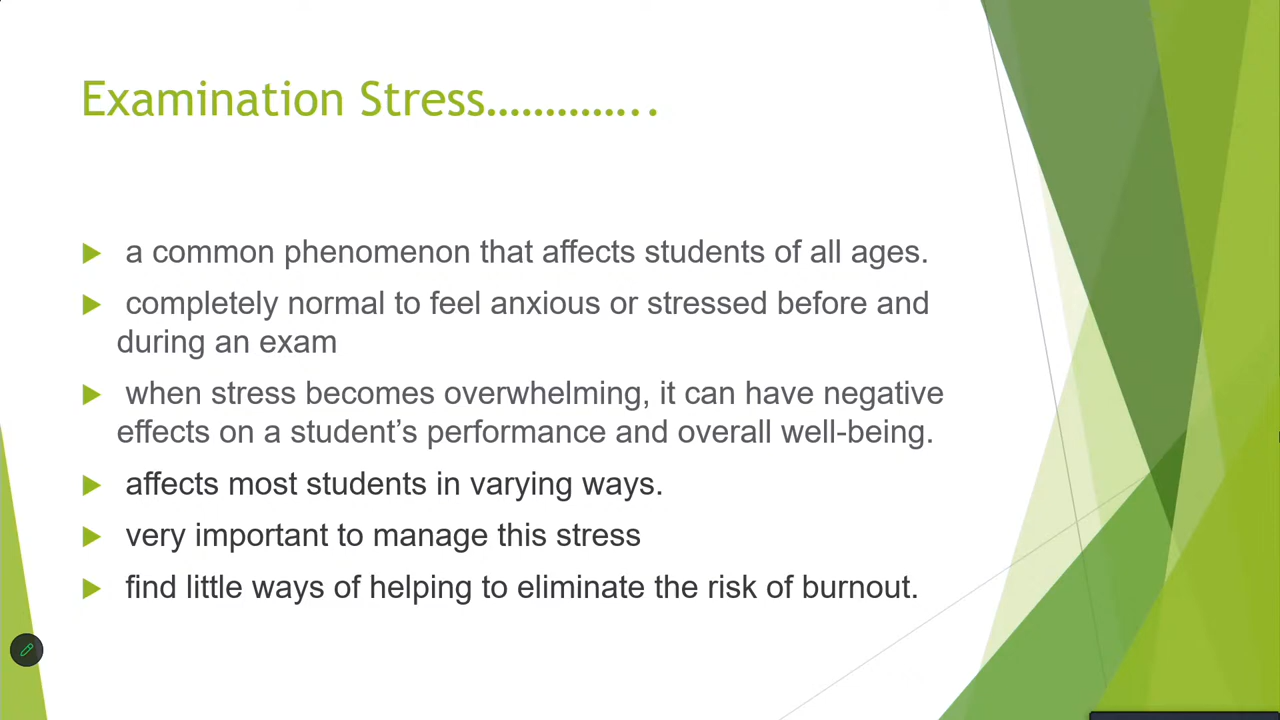 Examination Stress…………..
a common phenomenon that affects students of all ages.
completely normal to feel anxious or stressed before and
during an exam
when stress becomes overwhelming, it can have negative
effects on a student’s performance and overall well-being.
affects most students in varying ways.
very important to manage this stress
find little ways of helping to eliminate the risk of burnout.